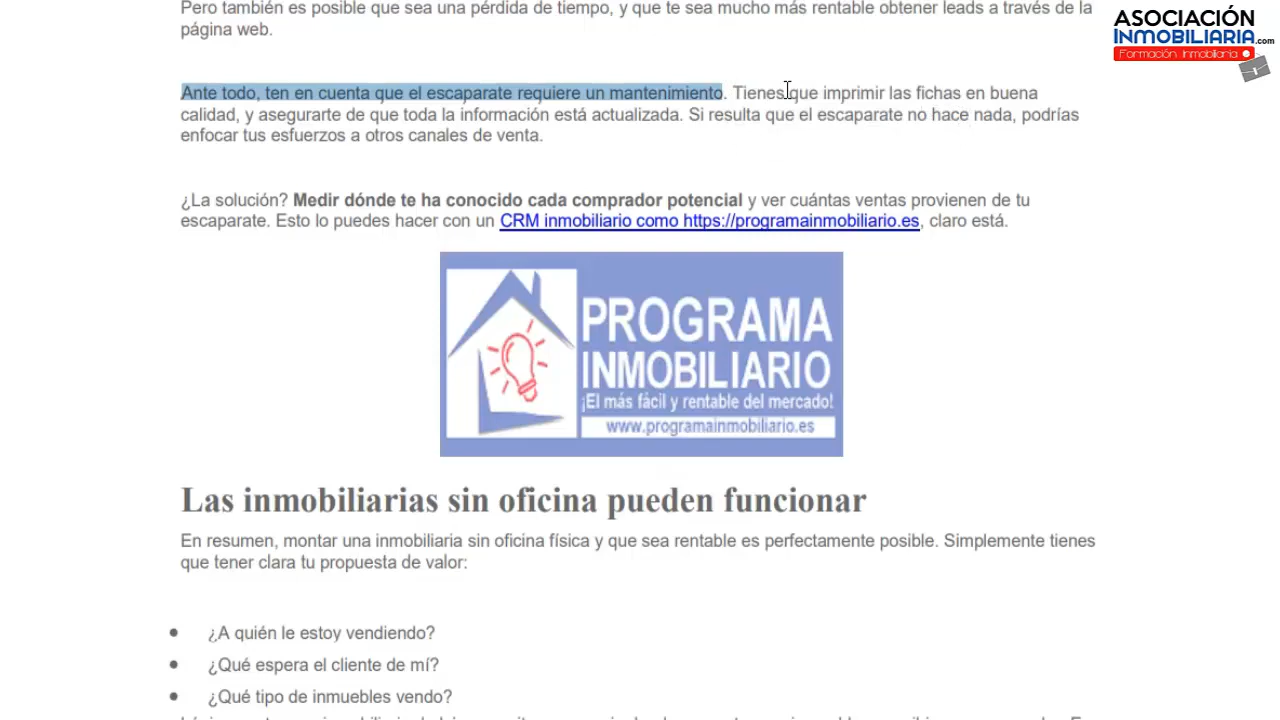 Pero también es posible que sea una pérdida de tiempo, y que te sea mucho más rentable obtener leads a través de la
página web.
ASOCIACIÓN
INMOBILIARIA.com
Formación Inmobiliaria
Ante todo, ten en cuenta que el escaparate requiere un mantenimiento. Tienes que imprimir las fichas en buena
calidad, y asegurarte de que toda la información está actualizada. Si resulta que el escaparate no hace nada, podrías
enfocar tus esfuerzos a otros canales de venta.
¿La solución? Medir dónde te ha conocido cada comprador potencial y ver cuántas ventas provienen de tu
escaparate. Esto lo puedes hacer con un CRM inmobiliario como https://programainmobiliario.es, claro está.
PROGRAMA
INMOBILIARIO
¡El más fácil y rentable del mercado!
www.programainmobiliario.es
Las inmobiliarias sin oficina pueden funcionar
En resumen, montar una inmobiliaria sin oficina física y que sea rentable es perfectamente posible. Simplemente tienes
que tener clara tu propuesta de valor:
• ¿A quién le estoy vendiendo?
• ¿Qué espera el cliente de mí?
• ¿Qué tipo de inmuebles vendo?